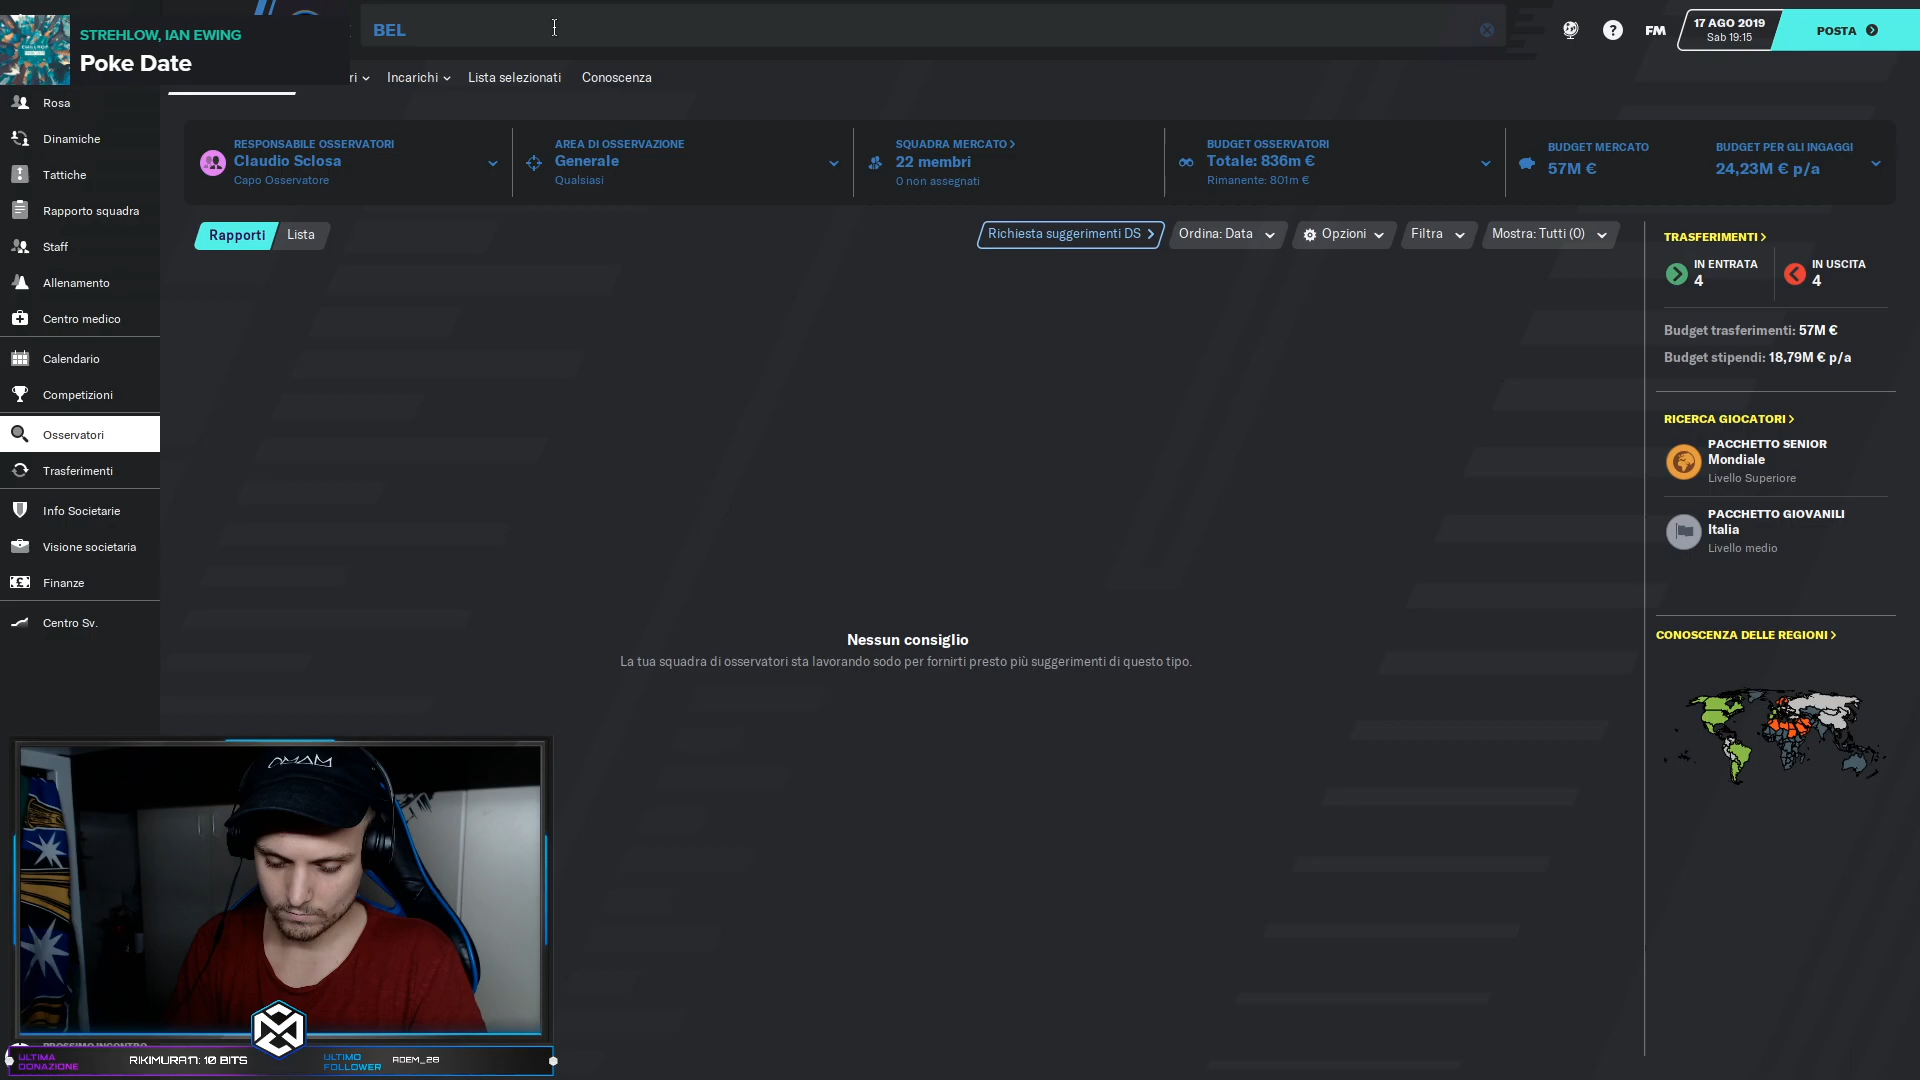 STREHLOW, IAN EWING
Poke Date
BEL
FM
17 AGO 2019
Sab 19:15
POSTA
ri
Incarichi
Lista selezionati
Conoscenza
Rosa
Dinamiche
Tattiche
Rapporto squadra
Staff
Allenamento
Centro medico
Calendario
Competizioni
Osservatori
Trasferimenti
Info Societarie
Visione societaria
Finanze
Centro Sv.
RESPONSABILE OSSERVATORI
Claudio Sclosa
Capo Osservatore
AREA DI OSSERVAZIONE
Generale
Qualsiasi
SQUADRA MERCATO
22 membri
0 non assegnati
BUDGET OSSERVATORI
Totale: 836m €
Rimanente: 801m €
BUDGET MERCATO
57M €
BUDGET PER GLI INGAGGI
24,23M € p/a
Rapporti
Lista
Richiesta suggerimenti DS
Ordina: Data
Opzioni
Filtra
Mostra: Tutti (0)
Nessun consiglio
La tua squadra di osservatori sta lavorando sodo per fornirti presto più suggerimenti di questo tipo.
TRASFERIMENTI
IN ENTRATA
4
IN USCITA
4
Budget trasferimenti: 57M €
Budget stipendi: 18,79M € p/a
RICERCA GIOCATORI
PACCHETTO SENIOR
Mondiale
Livello Superiore
PACCHETTO GIOVANILI
Italia
Livello medio
CONOSCENZA DELLE REGIONI
PROSSIMO INCONTRO
ULTIMA DONAZIONE
RIKIMURA17: 10 BITS
ULTIMO FOLLOWER
ADEM_28